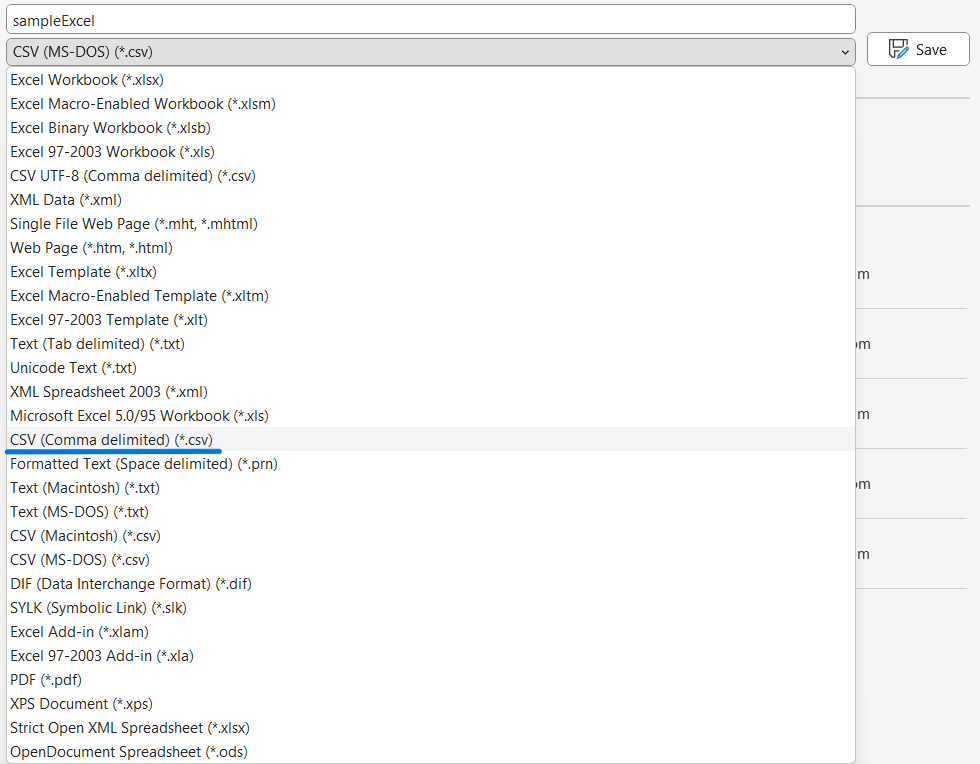 sampleExcel
CSV (MS-DOS) (*.csv)
Save
Excel Workbook (*.xlsx)
Excel Macro-Enabled Workbook (*.xlsm)
Excel Binary Workbook (*.xlsb)
Excel 97-2003 Workbook (*.xls)
CSV UTF-8 (Comma delimited) (*.csv)
XML Data (*.xml)
Single File Web Page (*.mht, *.mhtml)
Web Page (*.htm, *.html)
Excel Template (*.xltx)
Excel Macro-Enabled Template (*.xltm)
Excel 97-2003 Template (*.xlt)
Text (Tab delimited) (*.txt)
Unicode Text (*.txt)
XML Spreadsheet 2003 (*.xml)
Microsoft Excel 5.0/95 Workbook (*.xls)
CSV (Comma delimited) (*.csv)
Formatted Text (Space delimited) (*.prn)
Text (Macintosh) (*.txt)
Text (MS-DOS) (*.txt)
CSV (Macintosh) (*.csv)
CSV (MS-DOS) (*.csv)
DIF (Data Interchange Format) (*.dif)
SYLK (Symbolic Link) (*.slk)
Excel Add-in (*.xlam)
Excel 97-2003 Add-in (*.xla)
PDF (*.pdf)
XPS Document (*.xps)
Strict Open XML Spreadsheet (*.xlsx)
OpenDocument Spreadsheet (*.ods)